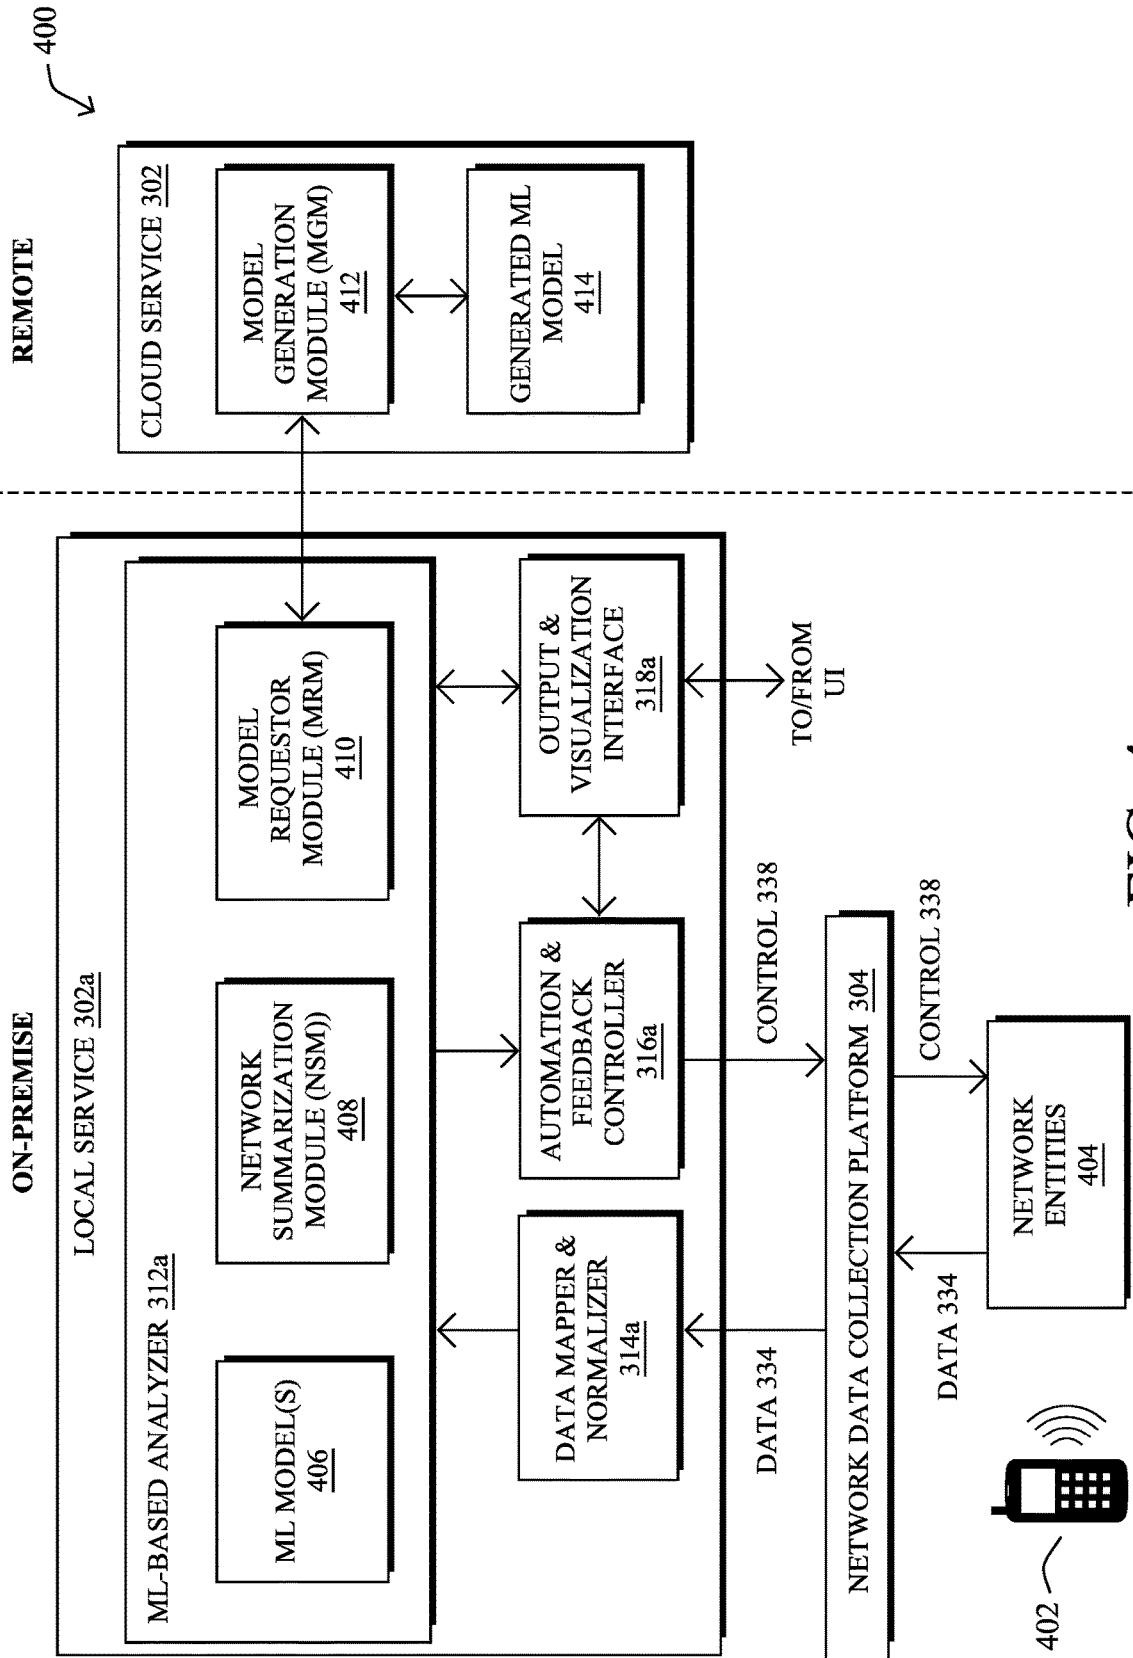 ON-PREMISE
REMOTE
400
LOCAL SERVICE 302a
CLOUD SERVICE 302
ML-BASED ANALYZER 312a
ML MODEL(S)
406
NETWORK
SUMMARIZATION
MODULE (NSM))
408
MODEL
REQUESTOR
MODULE (MRM)
410
MODEL
GENERATION
MODULE (MGM)
412
GENERATED ML
MODEL
414
DATA MAPPER &
NORMALIZER
314a
AUTOMATION &
FEEDBACK
CONTROLLER
316a
OUTPUT &
VISUALIZATION
INTERFACE
318a
DATA 334
CONTROL 338
TO/FROM
UI
NETWORK DATA COLLECTION PLATFORM 304
DATA 334
CONTROL 338
NETWORK
ENTITIES
404
402